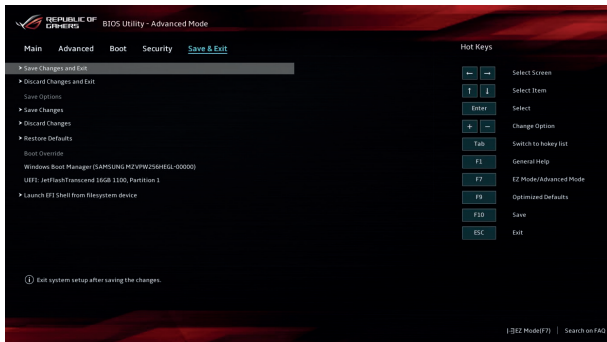 REPUBLIC OF
GAMERS
BIOS Utility - Advanced Mode
Main Advanced Boot Security Save & Exit
Hot Keys
> Save Changes and Exit
> Discard Changes and Exit
Save Options
> Save Changes
> Discard Changes
> Restore Defaults
Boot Override
Windows Boot Manager (SAMSUNG MZVPW256HEGL-00000)
UEFI: JetFlashTranscend 16GB 1100, Partition 1
> Launch EFI Shell from filesystem device
← → Select Screen
↑ ↓ Select Item
Enter Select
+ − Change Option
Tab Switch to hokey list
F1 General Help
F7 EZ Mode/Advanced Mode
F9 Optimized Defaults
F10 Save
ESC Exit
i Exit system setup after saving the changes.
EZ Mode(F7) | Search on FAQ